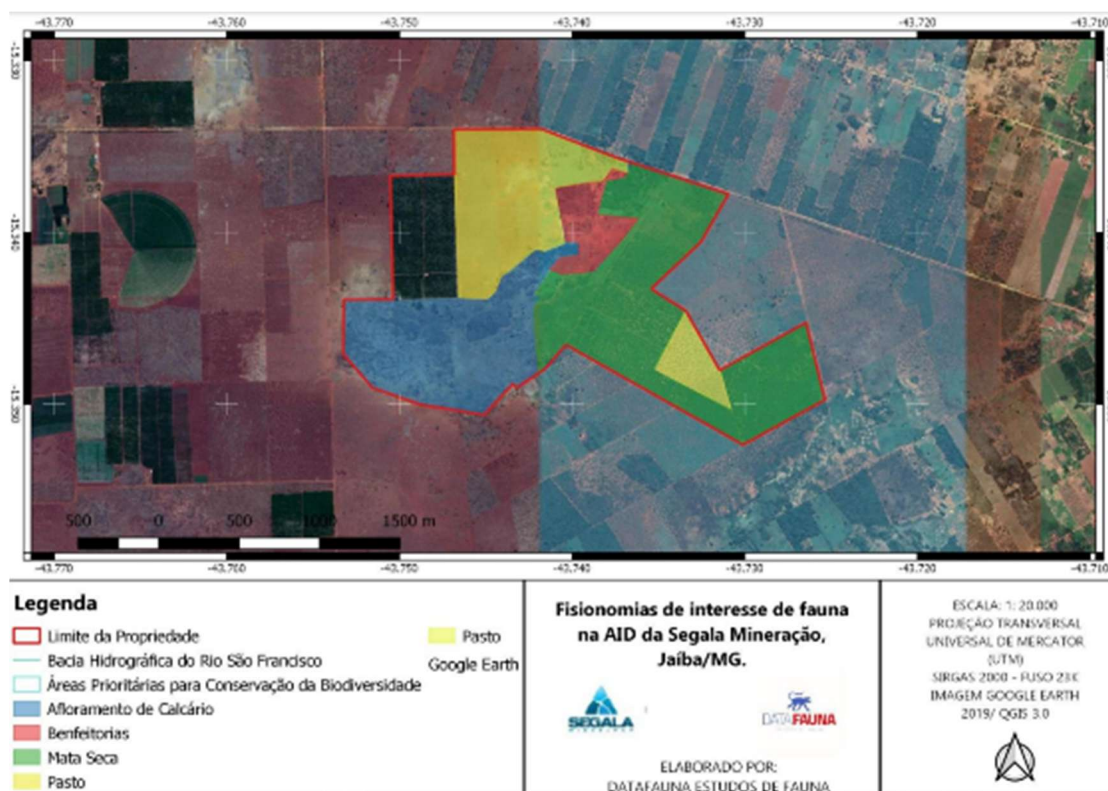 -43.770 -43.760 -43.750 -43.740 -43.730 -43.720 -43.710
-15.330
-15.340
-15.350
500 0 500 1000 1500 m
-43.770 -43.760 -43.750 -43.740 -43.730 -43.720 -43.710
Legenda
Limite da Propriedade
Bacia Hidrográfica do Rio São Francisco
Áreas Prioritárias para Conservação da Biodiversidade
Afloramento de Calcário
Benfeitorias
Mata Seca
Pasto
Pasto
Google Earth
Fisionomias de interesse de fauna
na AID da Segala Mineração,
Jaíba/MG.
SEGALA
DATAFAUNA
ELABORADO POR:
DATAFAUNA ESTUDOS DE FAUNA
ESCALA: 1: 20.000
PROJEÇÃO TRANSVERSAL
UNIVERSAL DE MERCATOR
(UTM)
SIRGAS 2000 - FUSO 23K
IMAGEM GOOGLE EARTH
2019/ QGIS 3.0